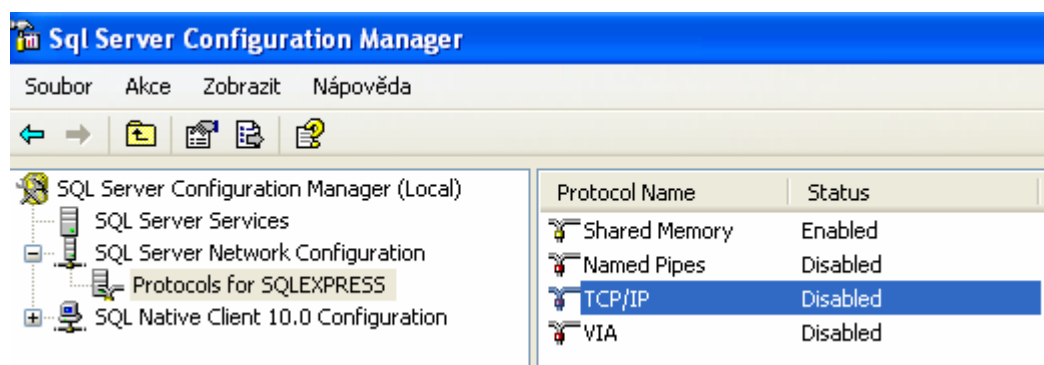 Sql Server Configuration Manager
Soubor Akce Zobrazit Nápověda
SQL Server Configuration Manager (Local)
SQL Server Services
SQL Server Network Configuration
Protocols for SQLEXPRESS
SQL Native Client 10.0 Configuration
Protocol Name Status
Shared Memory Enabled
Named Pipes Disabled
TCP/IP Disabled
VIA Disabled